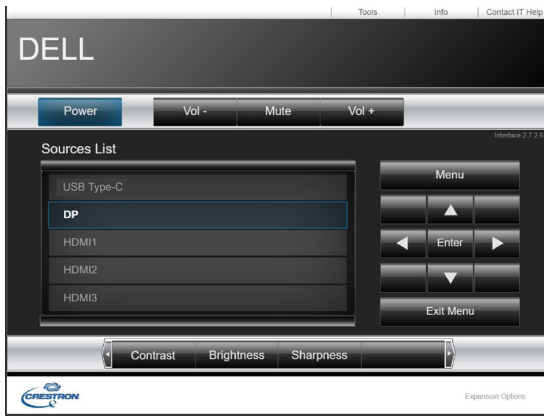 Tools Info Contact IT Help
DELL
Power Vol - Mute Vol +
Interface 2.7.2.6
Sources List
USB Type-C
DP
HDMI1
HDMI2
HDMI3
Menu
Enter
Exit Menu
Contrast Brightness Sharpness
CRESTRON
Expansion Options